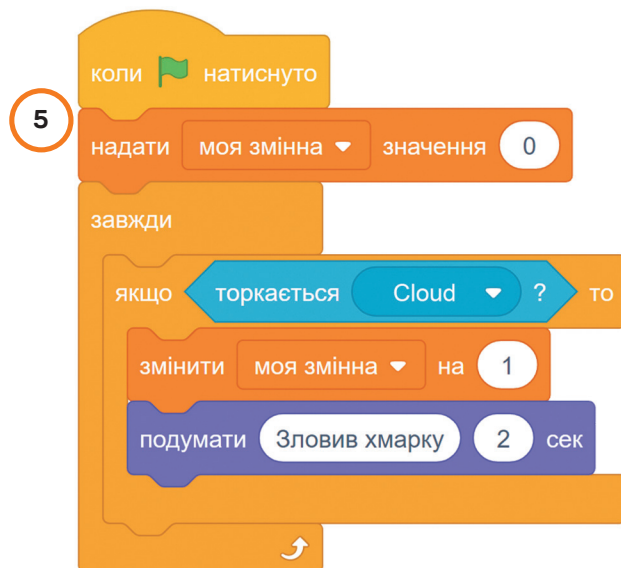 коли натиснуто
5
надати моя змінна значення 0
завжди
якщо торкається Cloud ? то
змінити моя змінна на 1
подумати Зловив хмарку 2 сек